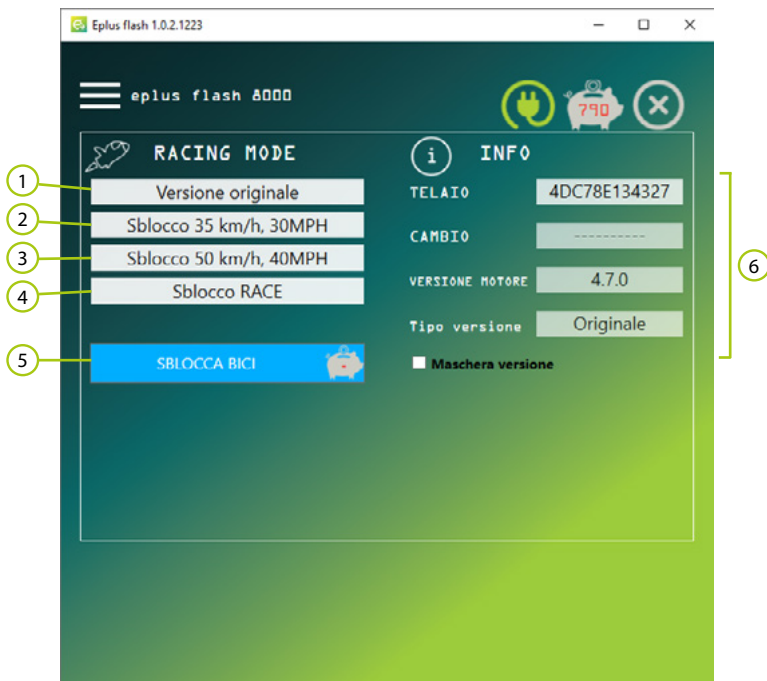 Eplus flash 1.0.2.1223
eplus flash 8000
790
RACING MODE
INFO
1
Versione originale
2
Sblocco 35 km/h, 30MPH
3
Sblocco 50 km/h, 40MPH
4
Sblocco RACE
5
SBLOCCA BICI
TELAIO
4DC78E134327
CAMBIO
----------
VERSIONE MOTORE
4.7.0
Tipo versione
Originale
Maschera versione
6